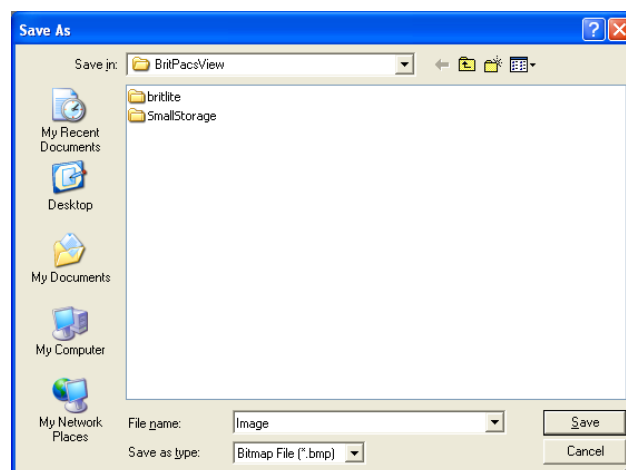 Save As
Save in: BritPacsView
britlite
SmallStorage
My Recent
Documents
Desktop
My Documents
My Computer
My Network
Places
File name: Image Save
Save as type: Bitmap File (*.bmp) Cancel